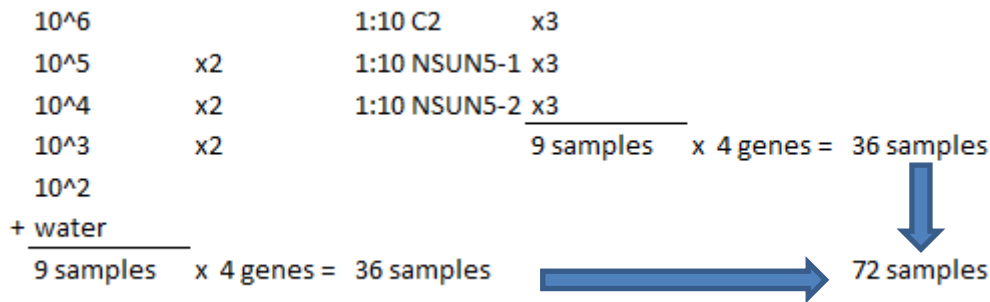 10^6 1:10 C2 x3
10^5 x2 1:10 NSUN5-1 x3
10^4 x2 1:10 NSUN5-2 x3
10^3 x2 9 samples x 4 genes = 36 samples
10^2
+ water
9 samples x 4 genes = 36 samples 72 samples